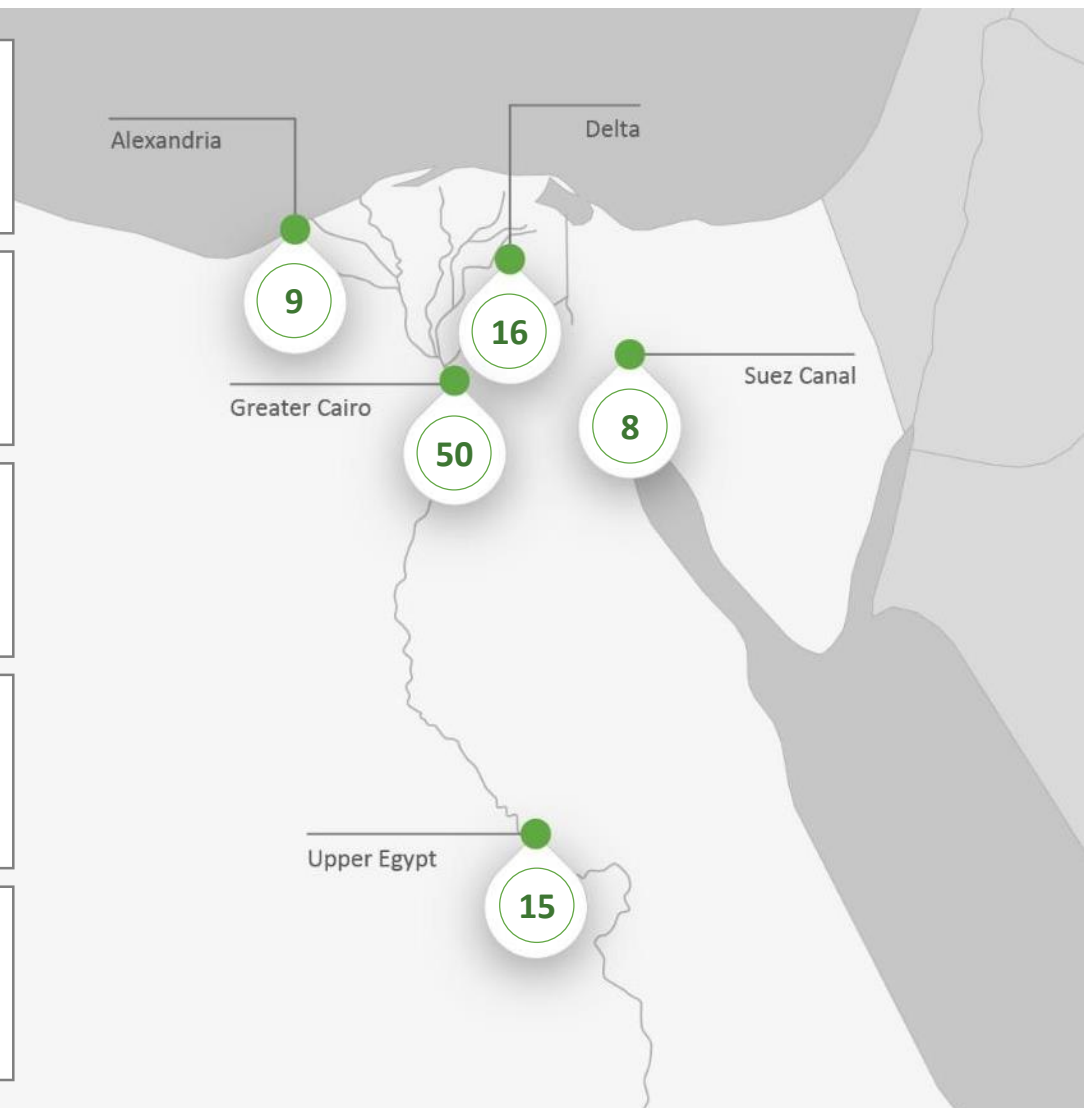 Alexandria
Delta
9
16
Suez Canal
Greater Cairo
8
50
Upper Egypt
15